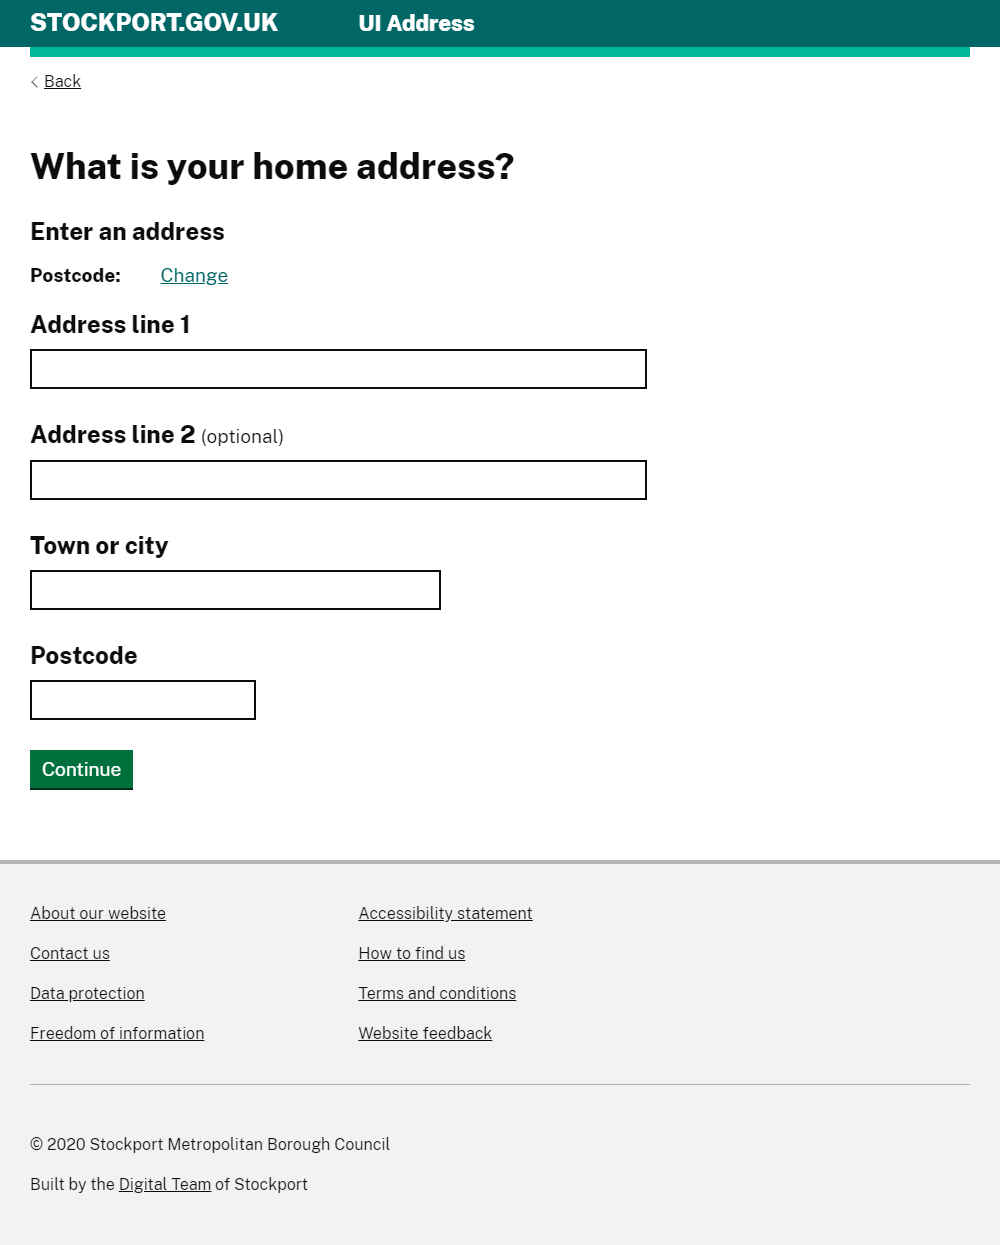 STOCKPORT.GOV.UK UI Address
Back
What is your home address?
Enter an address
Postcode: Change
Address line 1
Address line 2 (optional)
Town or city
Postcode
Continue
About our website Accessibility statement
Contact us How to find us
Data protection Terms and conditions
Freedom of information Website feedback
© 2020 Stockport Metropolitan Borough Council
Built by the Digital Team of Stockport